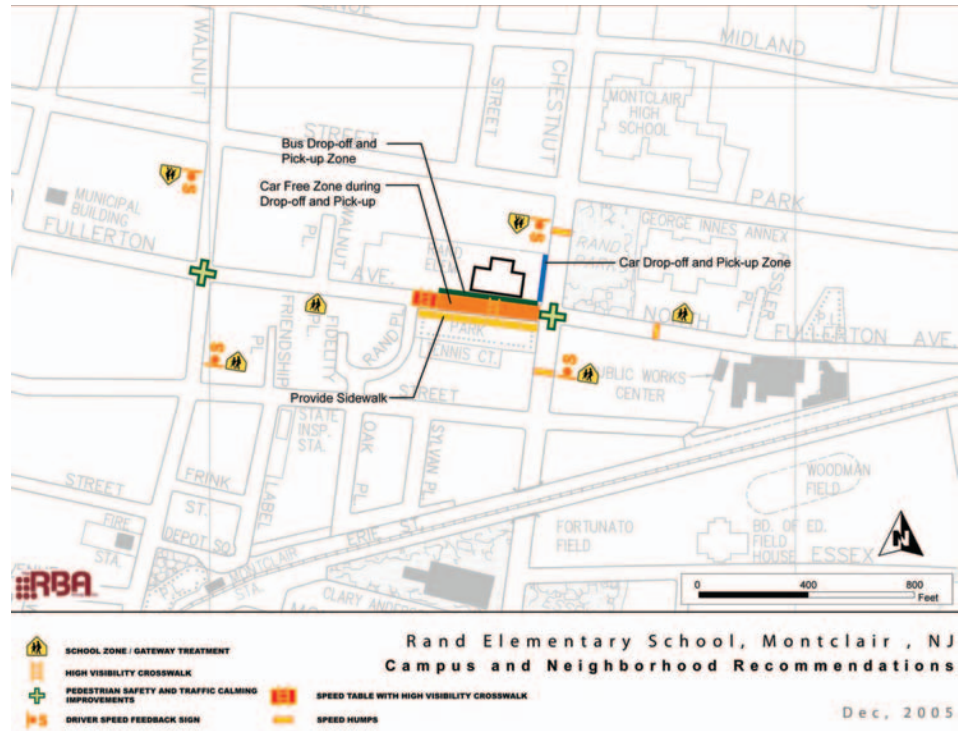 MIDLAND
WALNUT
STREET
CHESTNUT
MONTCLAIR
HIGH
SCHOOL
STREET
Bus Drop-off and
Pick-up Zone
Car Free Zone during
Drop-off and Pick-up
PARK
MUNICIPAL
BUILDING
FULLERTON
PL.
WALNUT
PL.
GEORGE INNES ANNEX
RAND
ELEM.
RAND
PARK
AVE.
Car Drop-off and Pick-up Zone
PL.
NORTH
FULLERTON AVE.
FRIENDSHIP
PL.
FIDELITY
PL.
RAND PL.
PARK
TENNIS CT.
S
S
S
S
PUBLIC WORKS
CENTER
STREET
Provide Sidewalk
STATE
INSP.
STA.
OAK
PL.
SYLVAN PL.
LABEL
STREET
FRINK
ST.
DEPOT SQ.
FIRE
STA.
MONTCLAIR
STA.
ERIE ST.
WOODMAN
FIELD
FORTUNATO
FIELD
BD. OF ED.
FIELD
HOUSE
ESSEX
N
RBA
0 400 800
Feet
SCHOOL ZONE / GATEWAY TREATMENT
HIGH VISIBILITY CROSSWALK
PEDESTRIAN SAFETY AND TRAFFIC CALMING
IMPROVEMENTS
S DRIVER SPEED FEEDBACK SIGN
SPEED TABLE WITH HIGH VISIBILITY CROSSWALK
SPEED HUMPS
Rand Elementary School, Montclair , NJ
Campus and Neighborhood Recommendations
Dec, 2005